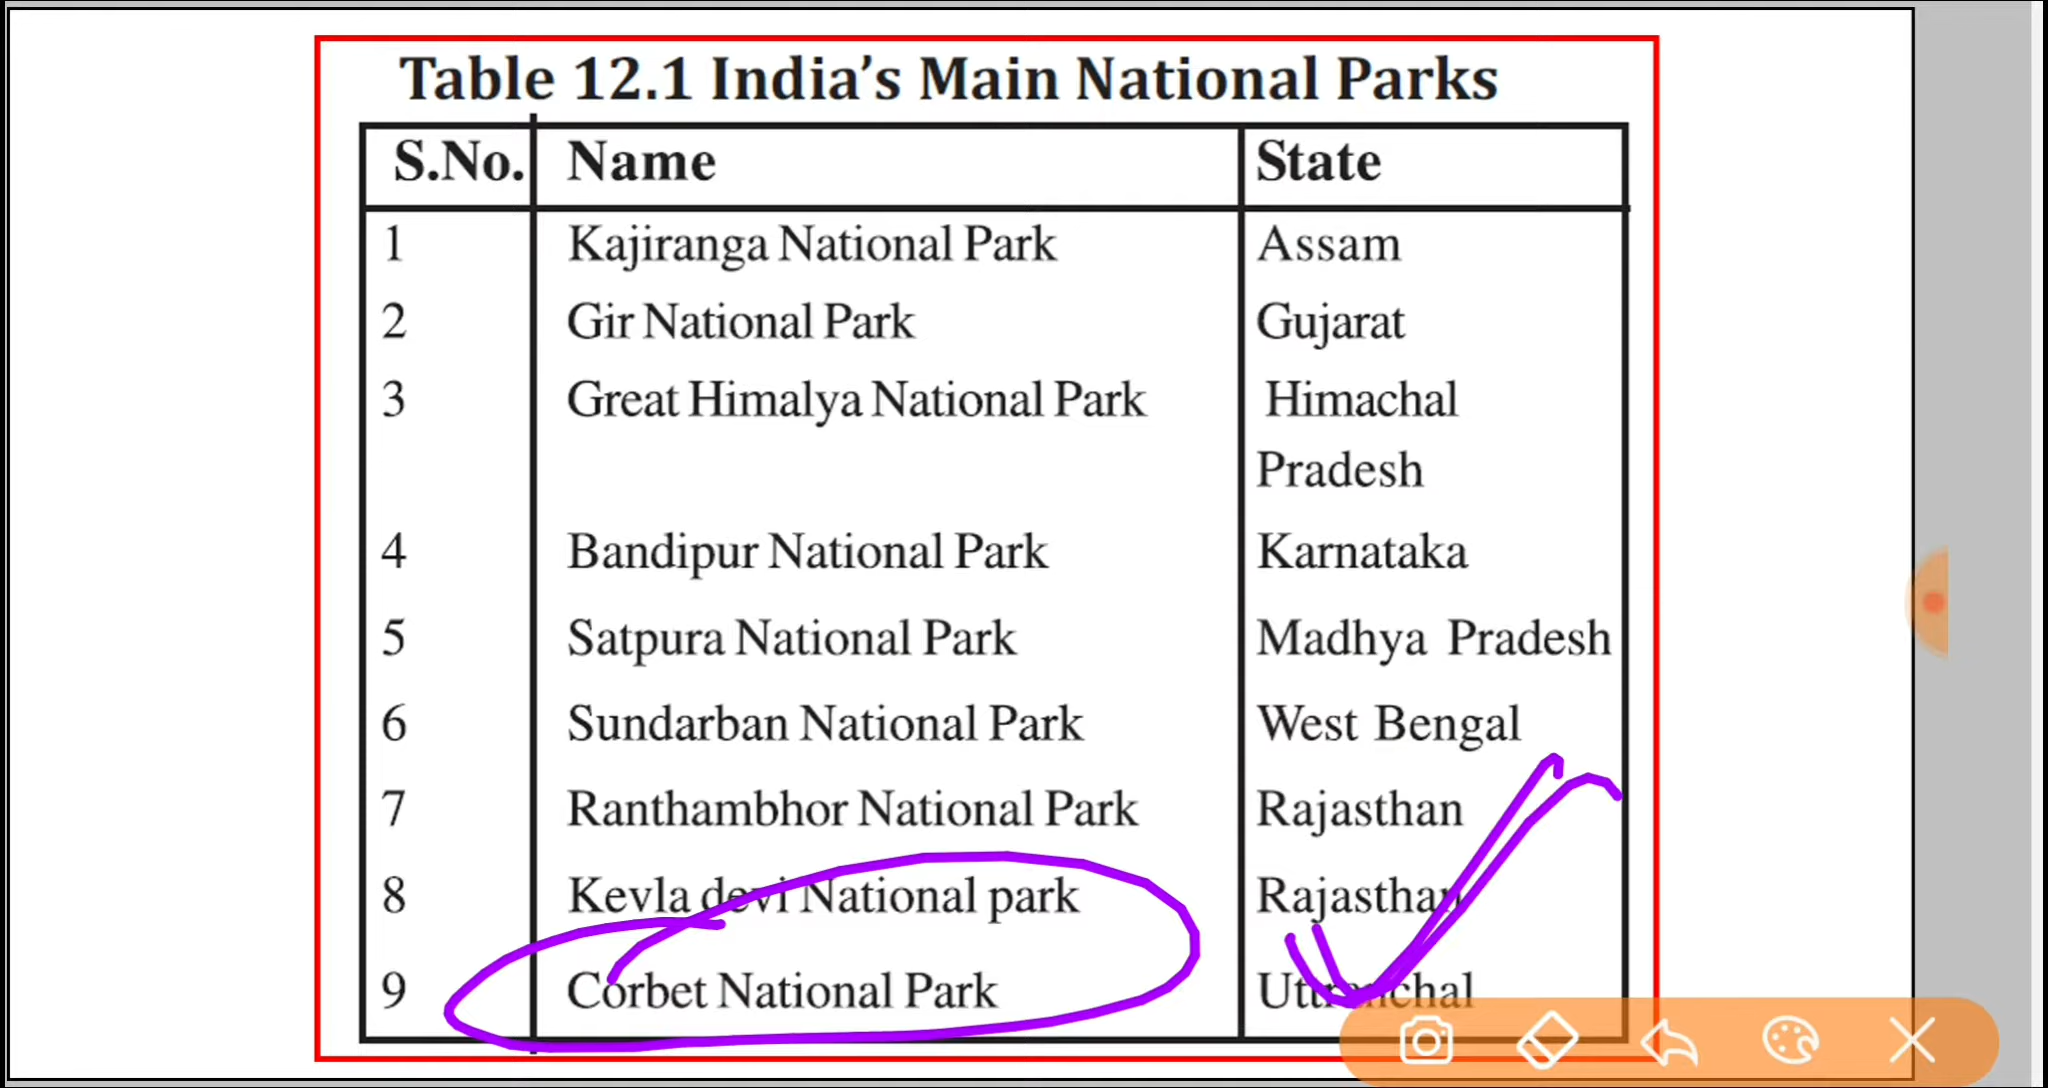 Table 12.1 India's Main National Parks
S.No. Name State
1 Kajiranga National Park Assam
2 Gir National Park Gujarat
3 Great Himalya National Park Himachal
Pradesh
4 Bandipur National Park Karnataka
5 Satpura National Park Madhya Pradesh
6 Sundarban National Park West Bengal
7 Ranthambhor National Park Rajasthan
8 Kevla devi National park Rajasthan
9 Corbet National Park Uttranchal